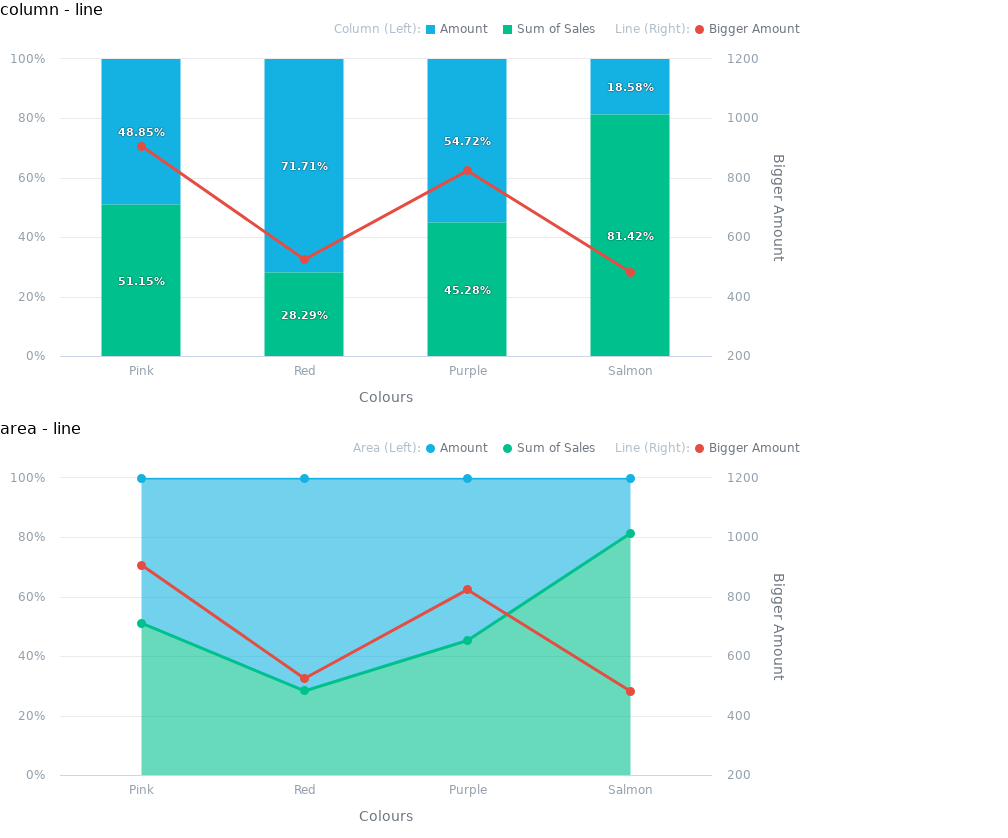 column - line
Column (Left): Amount Sum of Sales Line (Right): Bigger Amount
100% 1200
18.58%
80% 1000
48.85%
54.72%
71.71%
60% 800
40% 600
81.42%
51.15%
45.28%
20% 400
28.29%
0% 200
Bigger Amount
Pink Red Purple Salmon
Colours
area - line
Area (Left): Amount Sum of Sales Line (Right): Bigger Amount
100% 1200
80% 1000
60% 800
40% 600
20% 400
0% 200
Bigger Amount
Pink Red Purple Salmon
Colours